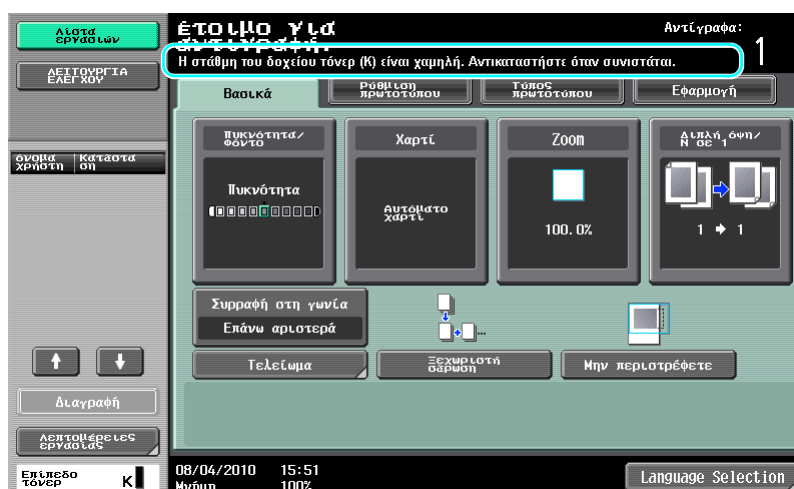 Λίστα
εργασιών
ΛΕΙΤΟΥΡΓΙΑ
ΕΛΕΓΧΟΥ
όνομα
χρήστη
Κατάστα
ση
Διαγραφή
Λεπτομέρειες
εργασίας
Επίπεδο
τόνερ
K
έτοιμο για
αντιγραφή.
Αντίγραφα:
1
Η στάθμη του δοχείου τόνερ (K) είναι χαμηλή. Αντικαταστήστε όταν συνιστάται.
Βασικά
Ρύθμιση
πρωτοτύπου
Τύπος
πρωτοτύπου
Εφαρμογή
Πυκνότητα/
Φόντο
Χαρτί
Zoom
Διπλή όψη/
Ν σε 1
Πυκνότητα
Αυτόματο
χαρτί
100.0%
1 → 1
Συρραφή στη γωνία
Επάνω αριστερά
Τελείωμα
Ξεχωριστή
σάρωση
Μην περιστρέφετε
08/04/2010 15:51
Μνήμη 100%
Language Selection